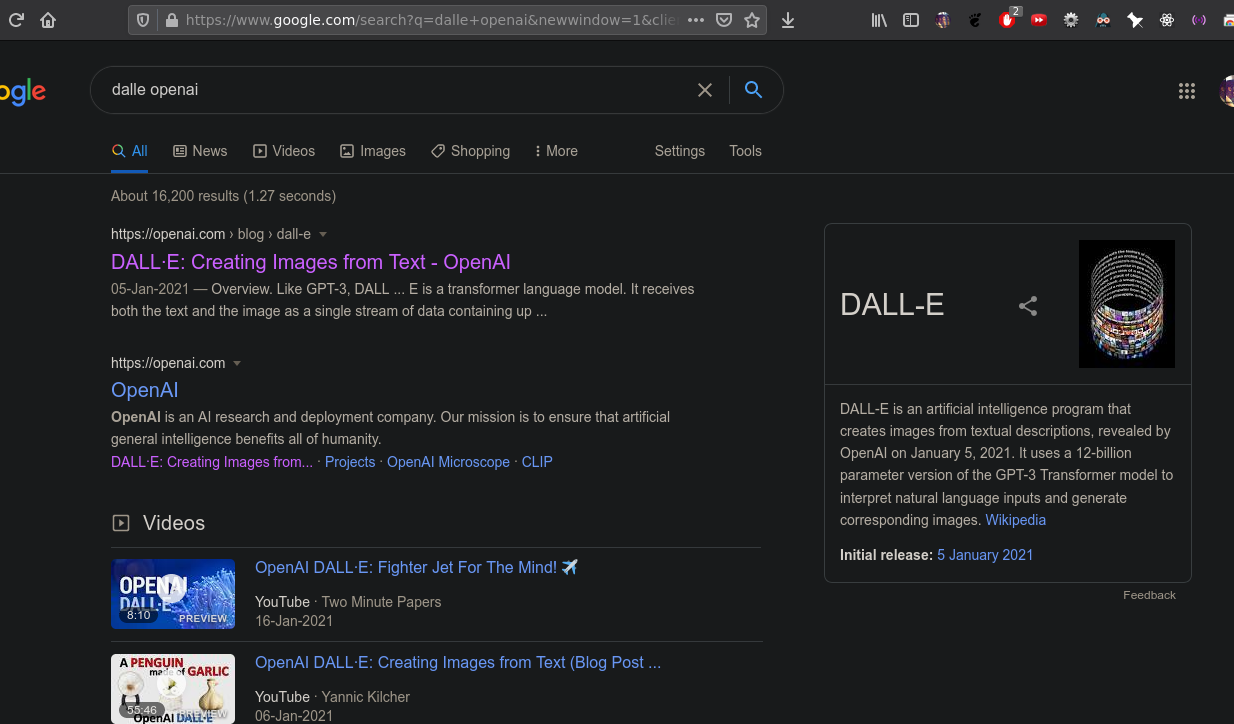 https://www.google.com/search?q=dalle+openai&newwindow=1&clie
2
ogle
dalle openai
All News Videos Images Shopping More Settings Tools
About 16,200 results (1.27 seconds)
https://openai.com › blog › dall-e
DALL·E: Creating Images from Text - OpenAI
05-Jan-2021 — Overview. Like GPT-3, DALL ... E is a transformer language model. It receives
both the text and the image as a single stream of data containing up ...
https://openai.com
OpenAI
OpenAI is an AI research and deployment company. Our mission is to ensure that artificial
general intelligence benefits all of humanity.
DALL·E: Creating Images from... · Projects · OpenAI Microscope · CLIP
Videos
OPENAI
DALL·E
8:10 PREVIEW
OpenAI DALL·E: Fighter Jet For The Mind! ✈️
YouTube · Two Minute Papers
16-Jan-2021
A PENGUIN
made of GARLIC
55:46 PREVIEW
OpenAI DALL·E
OpenAI DALL·E: Creating Images from Text (Blog Post ...
YouTube · Yannic Kilcher
06-Jan-2021
DALL-E
DALL-E is an artificial intelligence program that
creates images from textual descriptions, revealed by
OpenAI on January 5, 2021. It uses a 12-billion
parameter version of the GPT-3 Transformer model to
interpret natural language inputs and generate
corresponding images. Wikipedia
Initial release: 5 January 2021
Feedback